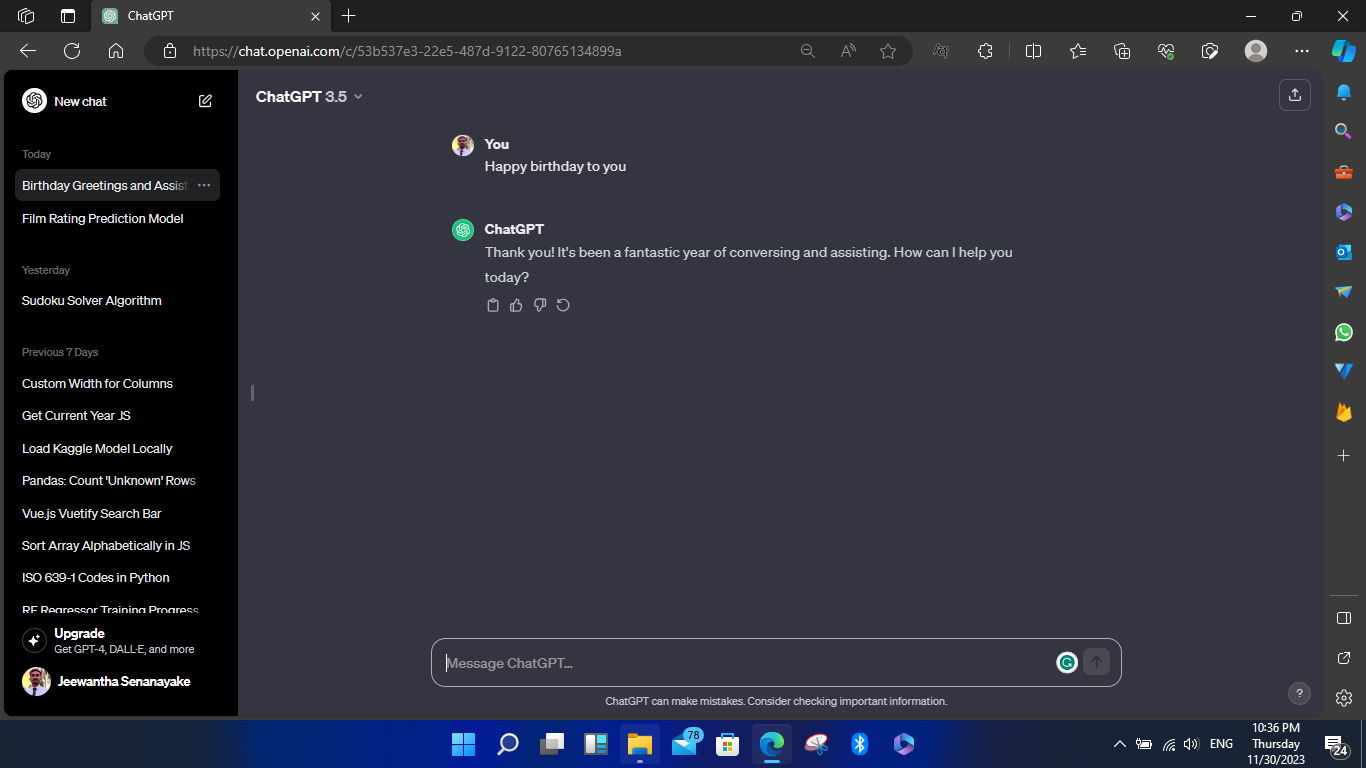 ChatGPT
https://chat.openai.com/c/53b537e3-22e5-487d-9122-80765134899a
New chat
Today
Birthday Greetings and Assist
Film Rating Prediction Model
Yesterday
Sudoku Solver Algorithm
Previous 7 Days
Custom Width for Columns
Get Current Year JS
Load Kaggle Model Locally
Pandas: Count 'Unknown' Rows
Vue.js Vuetify Search Bar
Sort Array Alphabetically in JS
ISO 639-1 Codes in Python
RF Regressor Training Progress
Upgrade
Get GPT-4, DALL·E, and more
Jeewantha Senanayake
ChatGPT 3.5
You
Happy birthday to you
ChatGPT
Thank you! It's been a fantastic year of conversing and assisting. How can I help you
today?
Message ChatGPT...
ChatGPT can make mistakes. Consider checking important information.
?
78
ENG
10:36 PM
Thursday
11/30/2023
24